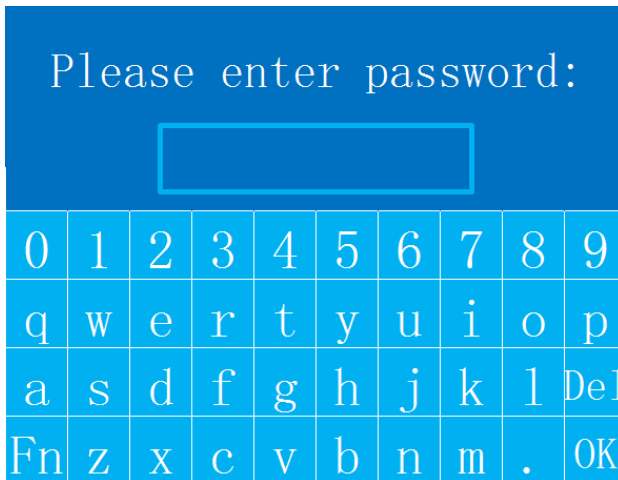 Please enter password:
0 1 2 3 4 5 6 7 8 9
q w e r t y u i o p
a s d f g h j k l Del
Fn z x c v b n m . OK